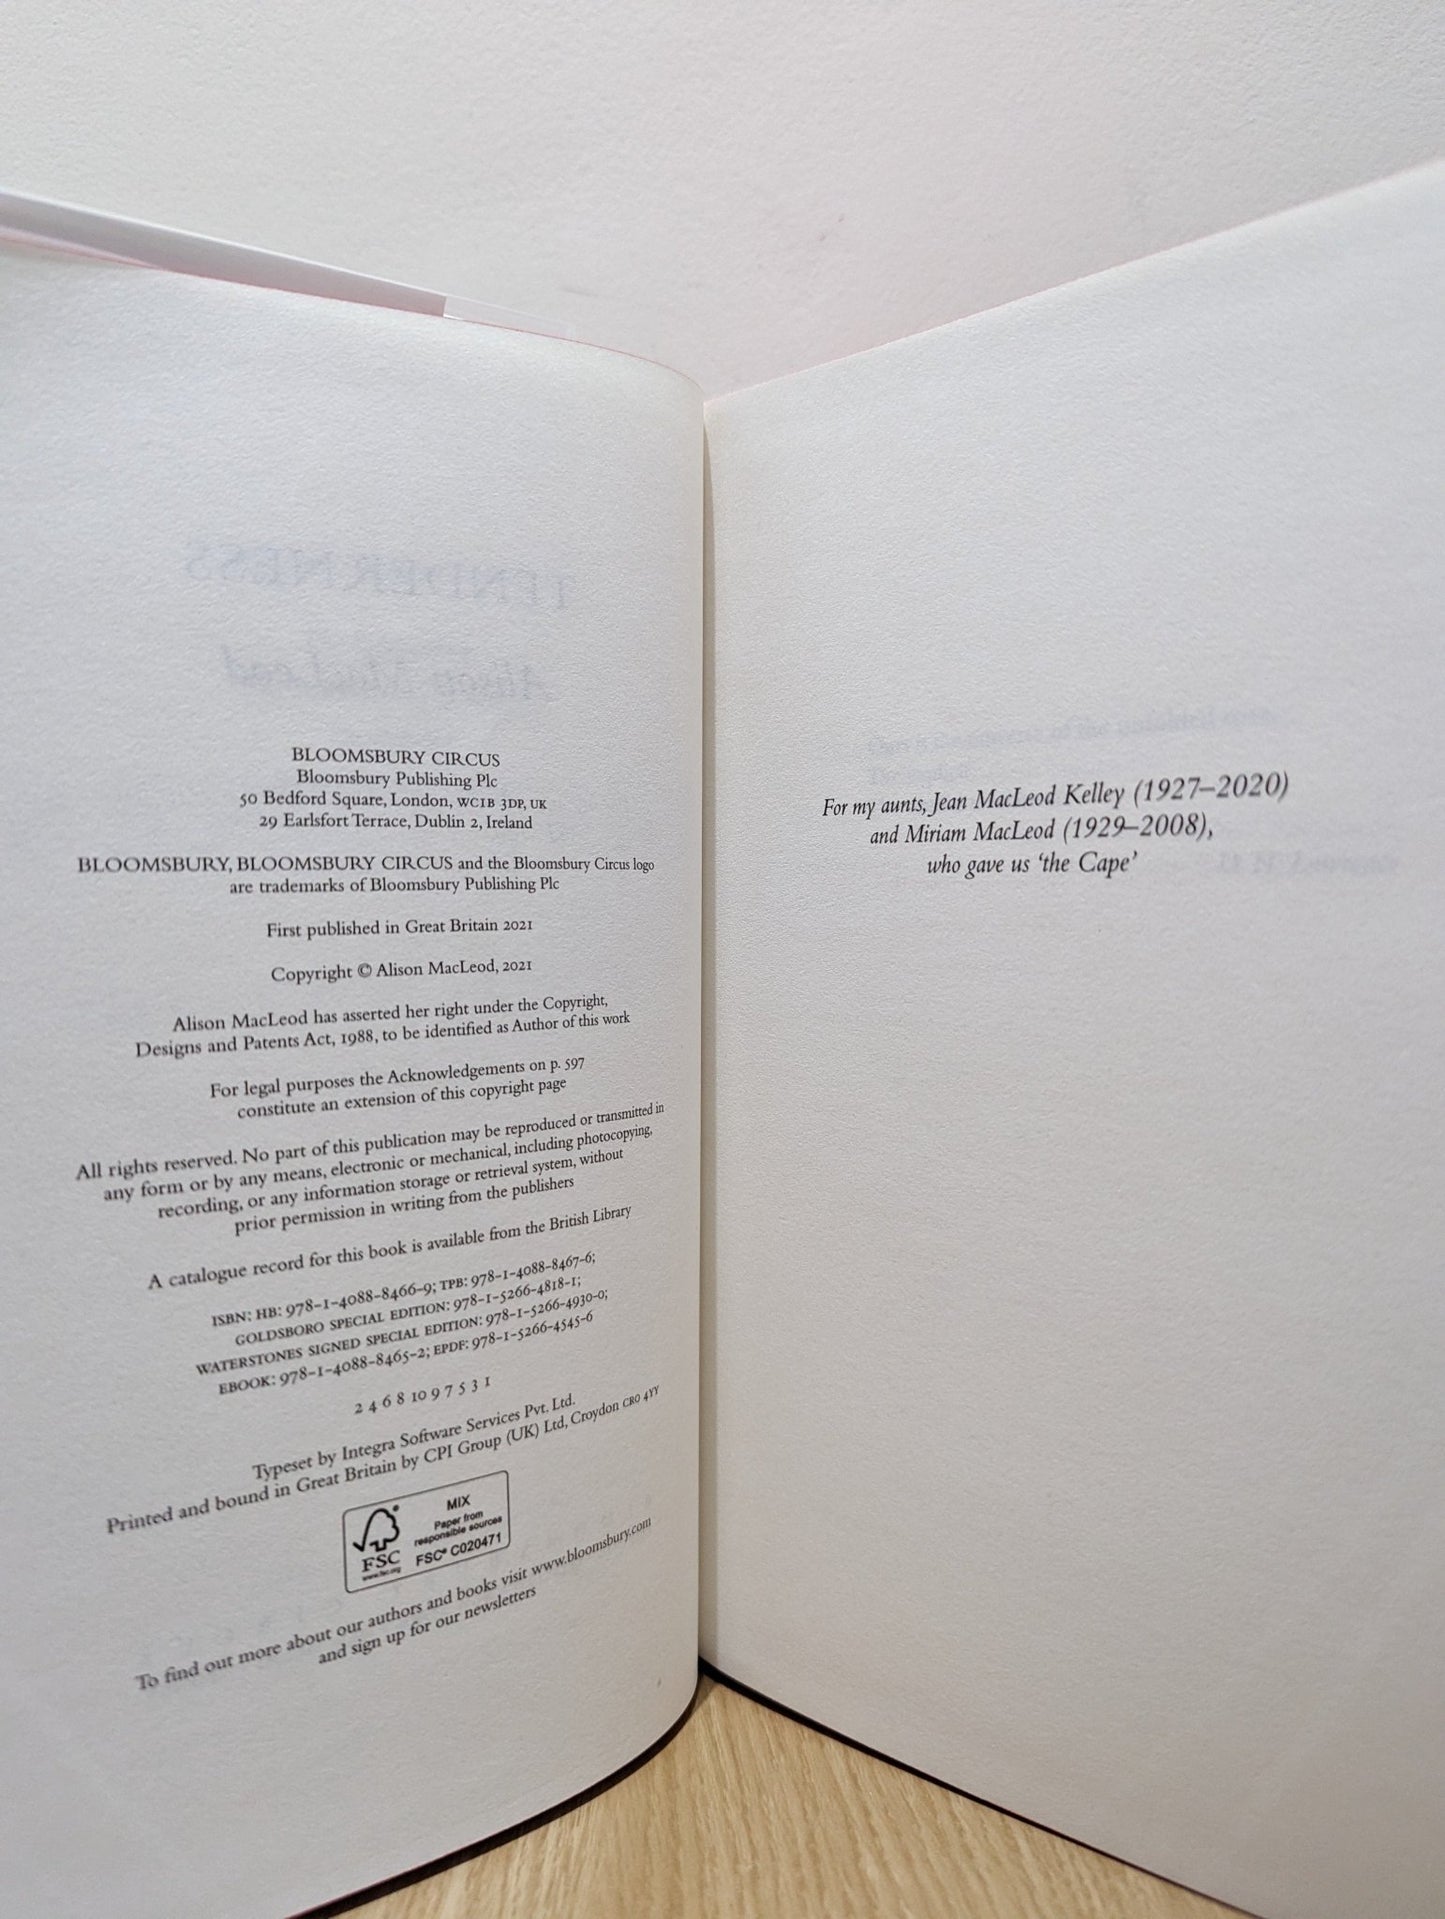 BLOOMSBURY CIRCUS
Bloomsbury Publishing Plc
50 Bedford Square, London, WC1B 3DP, UK
29 Earlsfort Terrace, Dublin 2, Ireland
BLOOMSBURY, BLOOMSBURY CIRCUS and the Bloomsbury Circus logo
are trademarks of Bloomsbury Publishing Plc
First published in Great Britain 2021
Copyright © Alison MacLeod, 2021
Alison MacLeod has asserted her right under the Copyright,
Designs and Patents Act, 1988, to be identified as Author of this work
For legal purposes the Acknowledgements on p. 597
constitute an extension of this copyright page
All rights reserved. No part of this publication may be reproduced or transmitted in
any form or by any means, electronic or mechanical, including photocopying,
recording, or any information storage or retrieval system, without
prior permission in writing from the publishers
A catalogue record for this book is available from the British Library
ISBN: HB: 978-1-4088-8466-9; TPB: 978-1-4088-8467-6;
GOLDSBORO SPECIAL EDITION: 978-1-5266-4818-1;
WATERSTONES SIGNED SPECIAL EDITION: 978-1-5266-4930-0;
EBOOK: 978-1-4088-8465-2; EPDF: 978-1-5266-4545-6
2 4 6 8 10 9 7 5 3 1
Typeset by Integra Software Services Pvt. Ltd.
Printed and bound in Great Britain by CPI Group (UK) Ltd, Croydon CR0 4YY
MIX
Paper from
responsible sources
FSC® C020471
FSC
www.fsc.org
To find out more about our authors and books visit www.bloomsbury.com
and sign up for our newsletters
For my aunts, Jean MacLeod Kelley (1927–2020)
and Miriam MacLeod (1929–2008),
who gave us ‘the Cape’